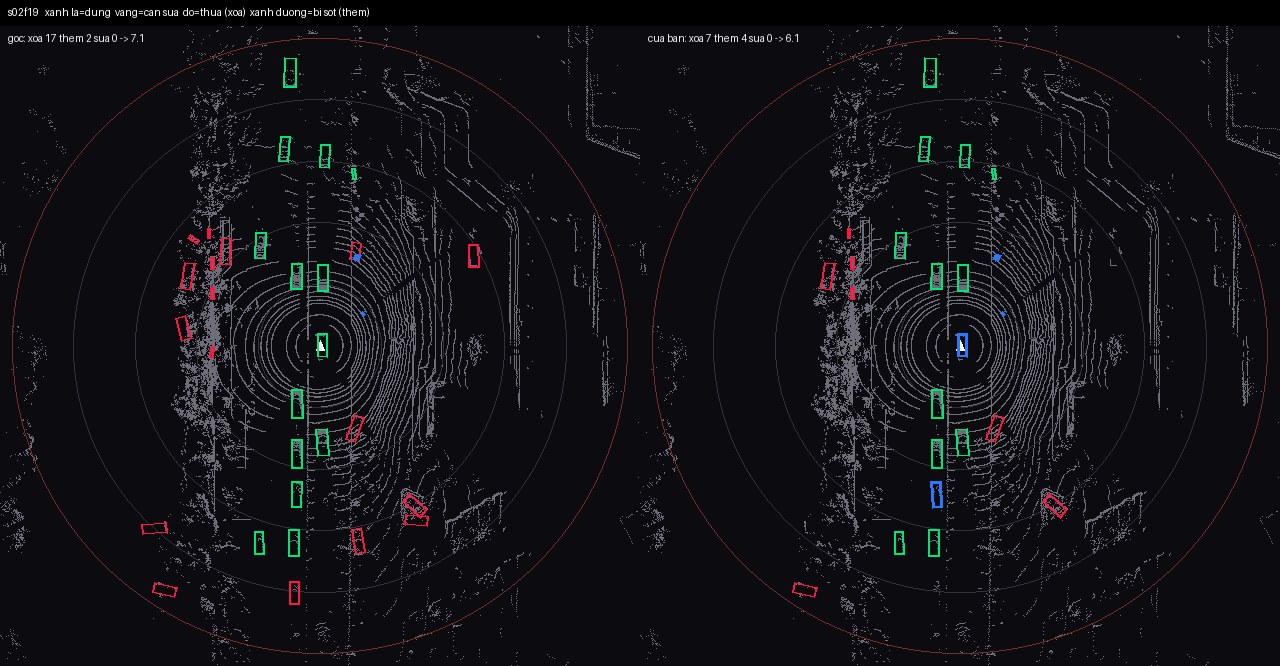 s02f19 xanh la=dung vang=can sua do=thua (xoa) xanh duong=bi sot (them)
goc: xoa 17 them 2 sua 0 -> 7.1
cua ban: xoa 7 them 4 sua 0 -> 6.1